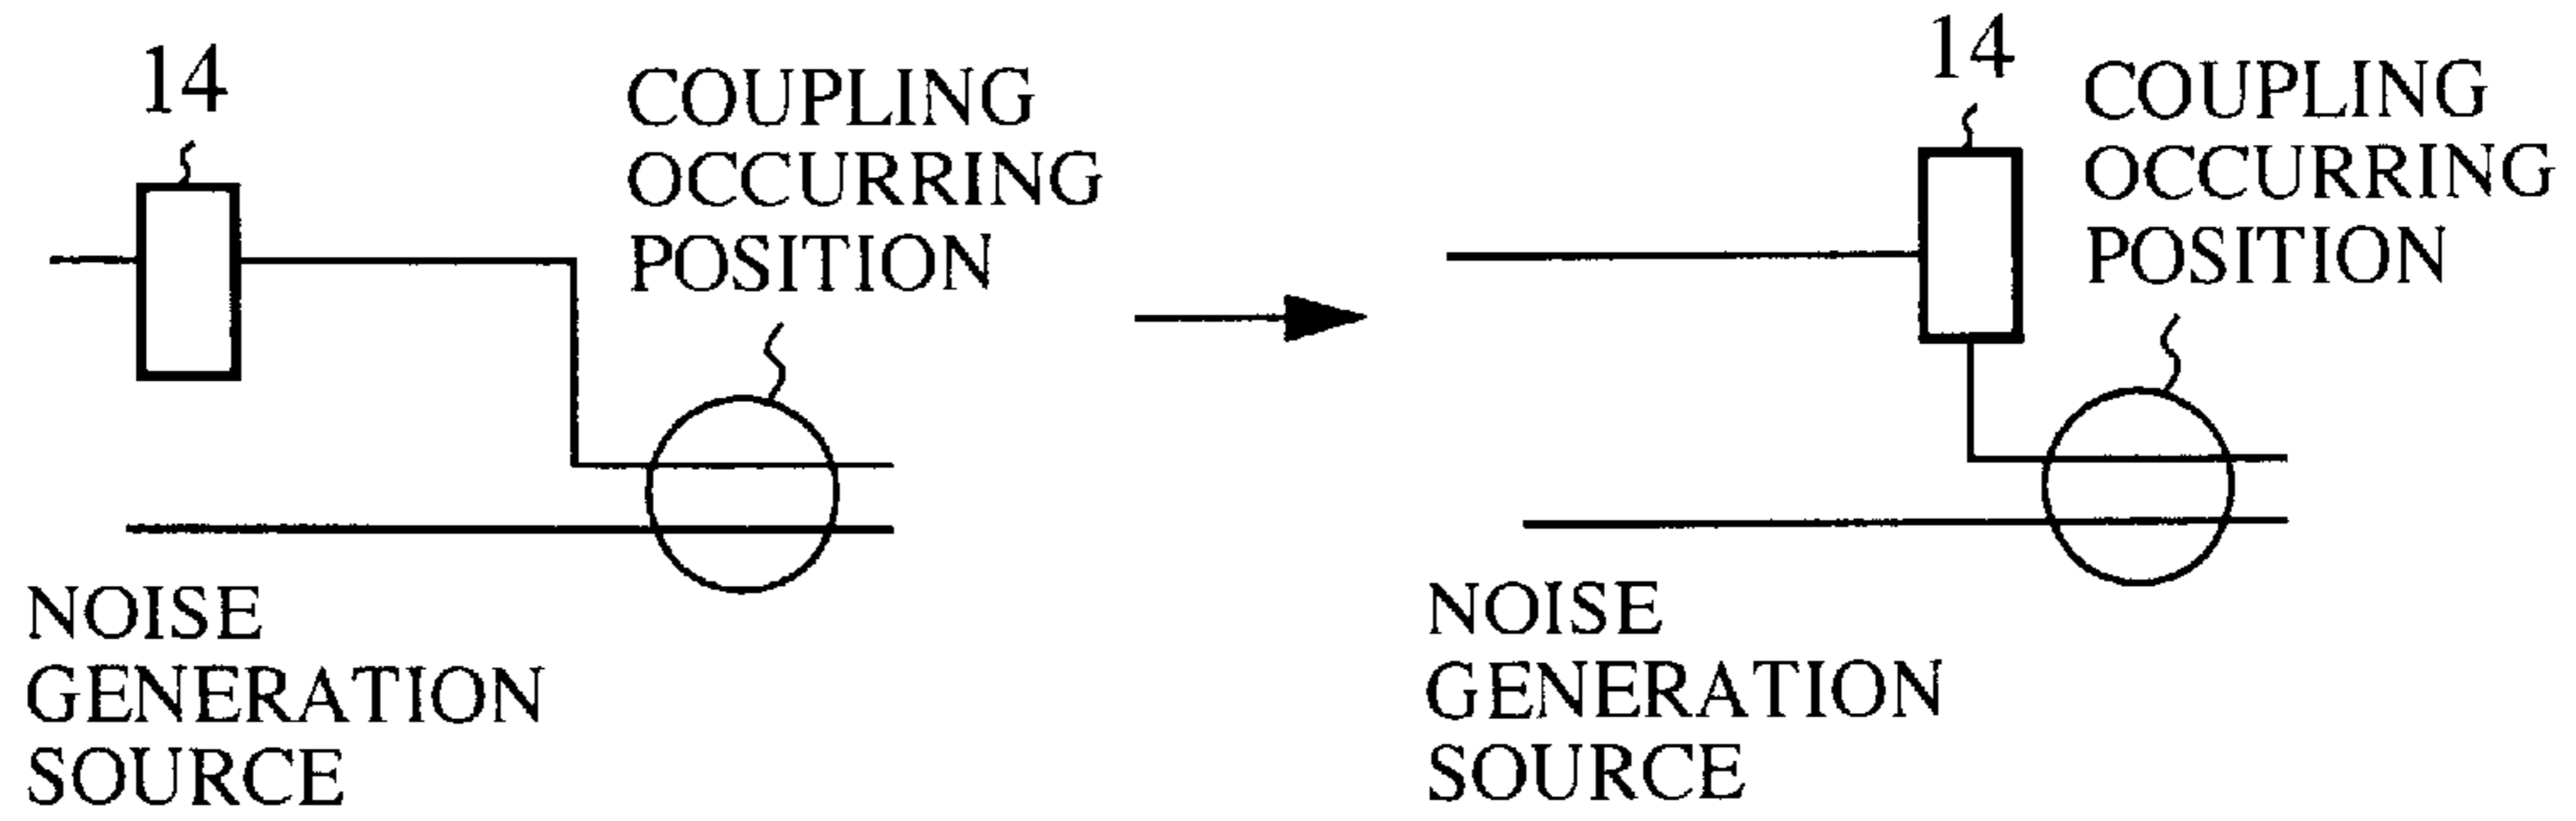 14
COUPLING
OCCURRING
POSITION
NOISE
GENERATION
SOURCE
14
COUPLING
OCCURRING
POSITION
NOISE
GENERATION
SOURCE